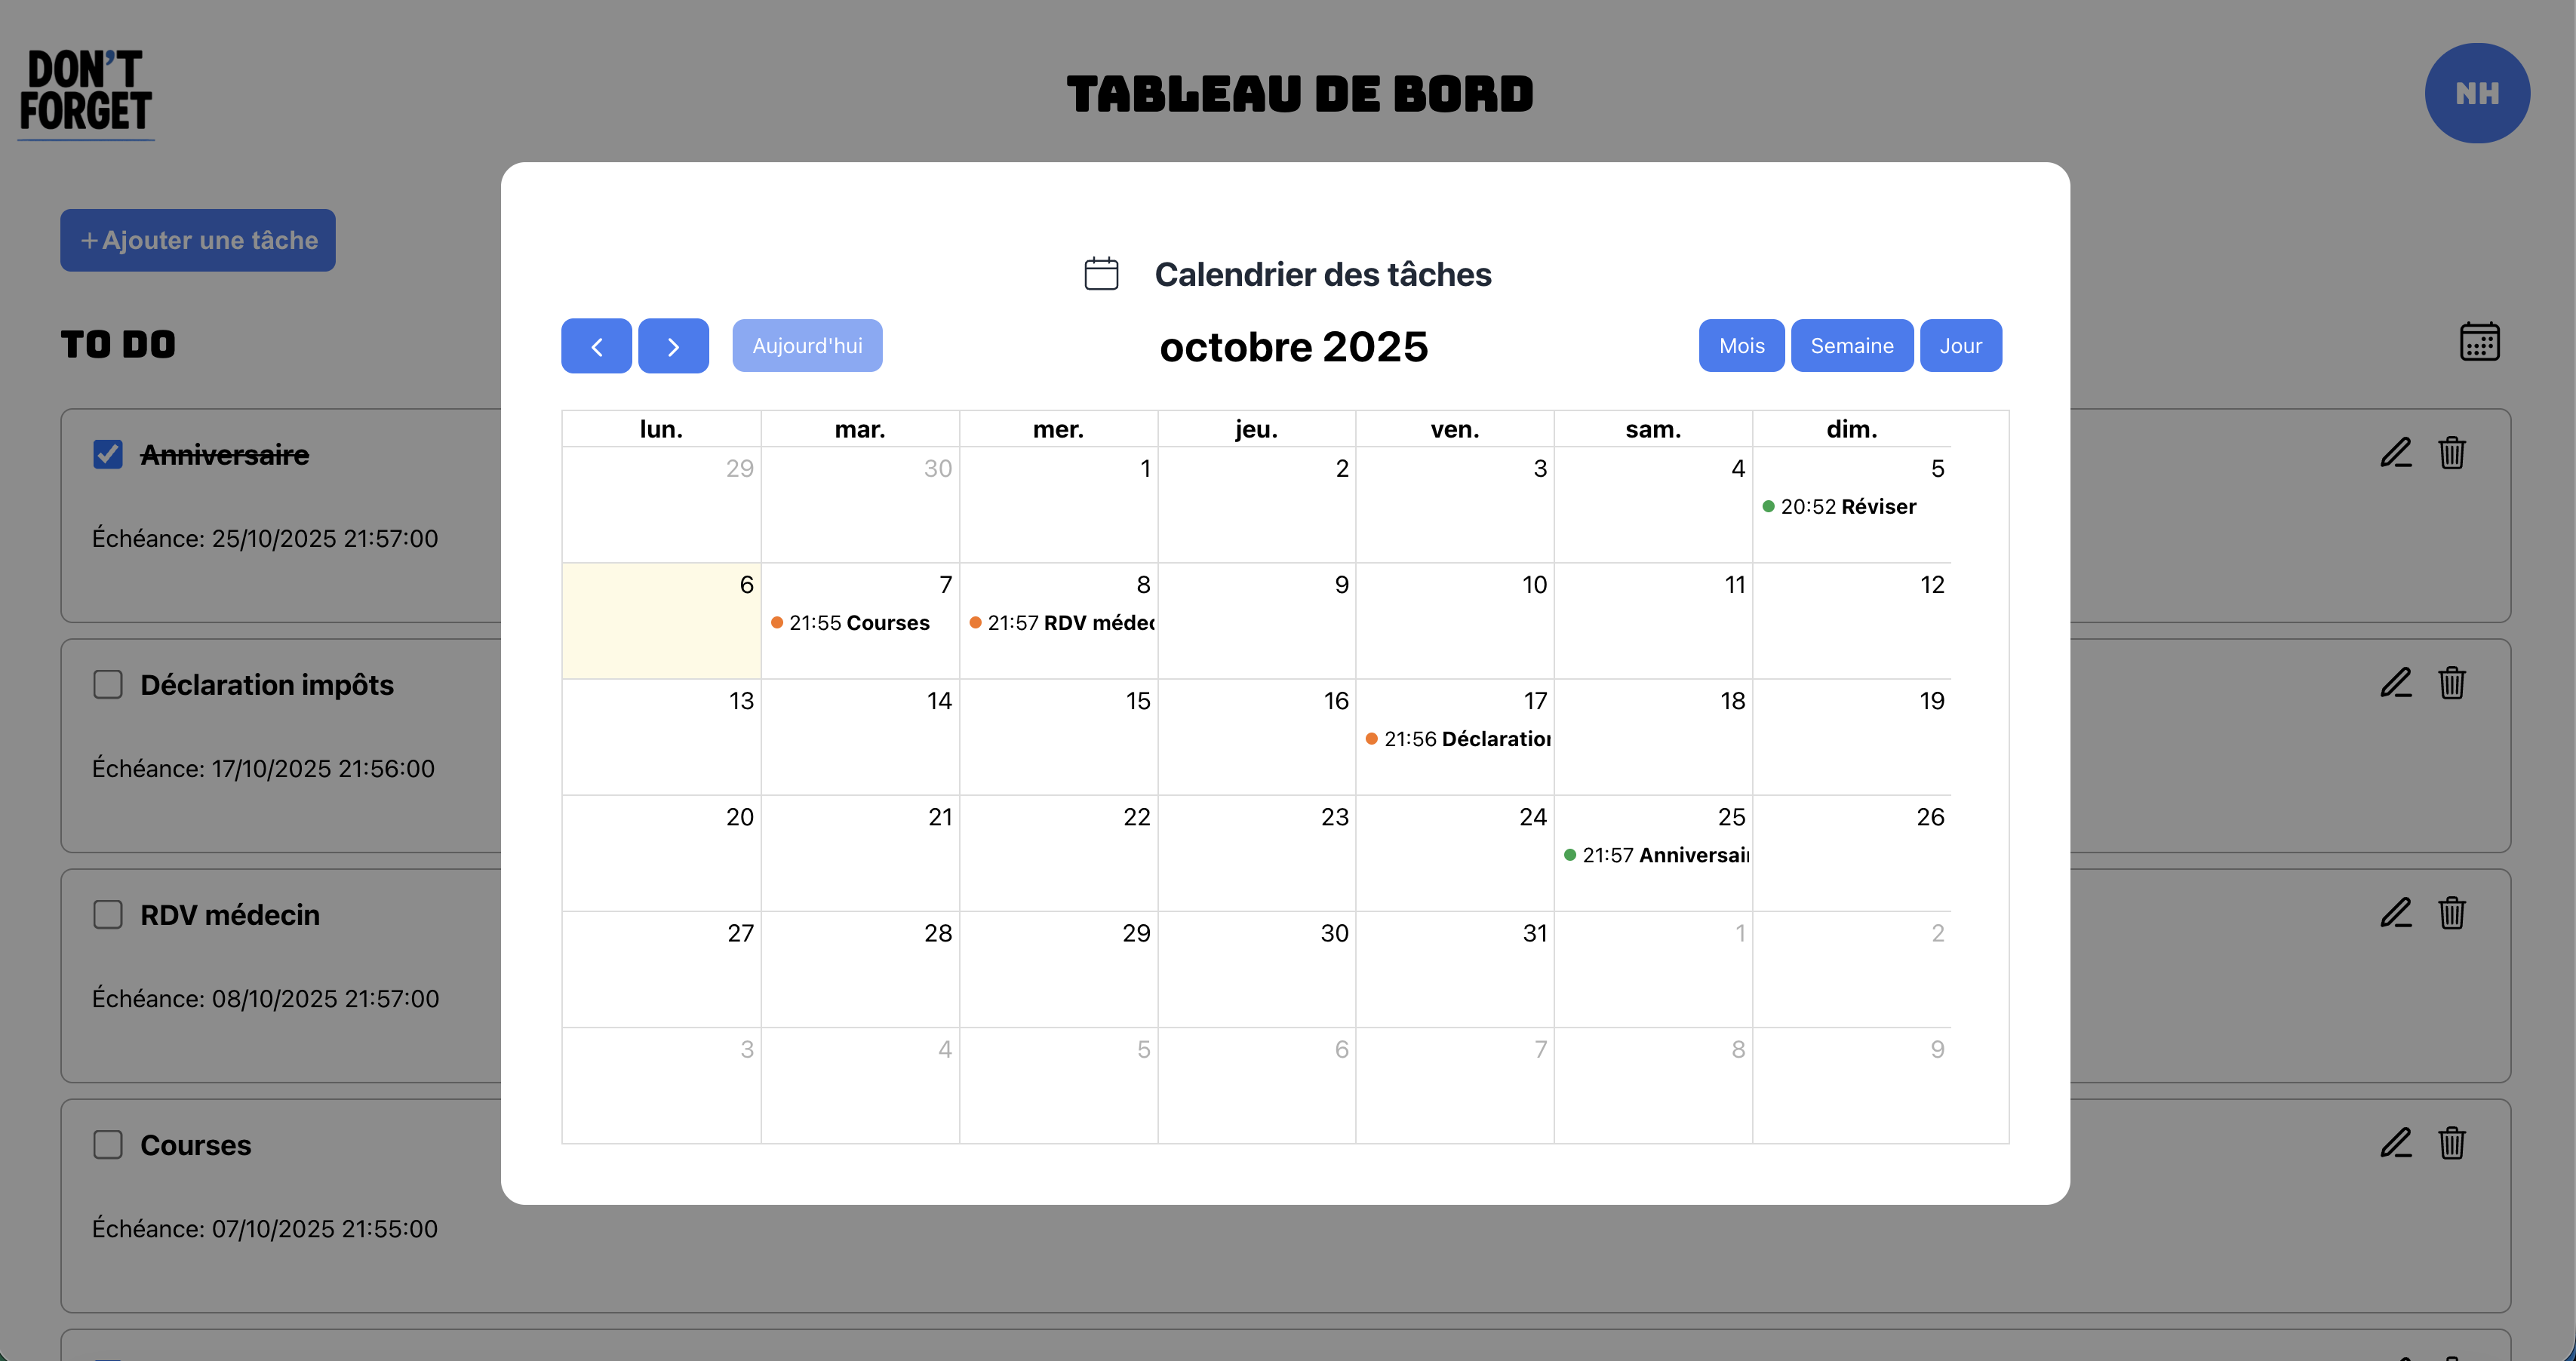 DON'T
FORGET
TABLEAU DE BORD
NH
+Ajouter une tâche
TO DO
Anniversaire
Échéance: 25/10/2025 21:57:00
Déclaration impôts
Échéance: 17/10/2025 21:56:00
RDV médecin
Échéance: 08/10/2025 21:57:00
Courses
Échéance: 07/10/2025 21:55:00
Calendrier des tâches
Aujourd'hui
octobre 2025
Mois Semaine Jour
lun. mar. mer. jeu. ven. sam. dim.
29 30 1 2 3 4 5
20:52 Réviser
6 7 8 9 10 11 12
21:55 Courses 21:57 RDV médec
13 14 15 16 17 18 19
21:56 Déclaration
20 21 22 23 24 25 26
21:57 Anniversai
27 28 29 30 31 1 2
3 4 5 6 7 8 9